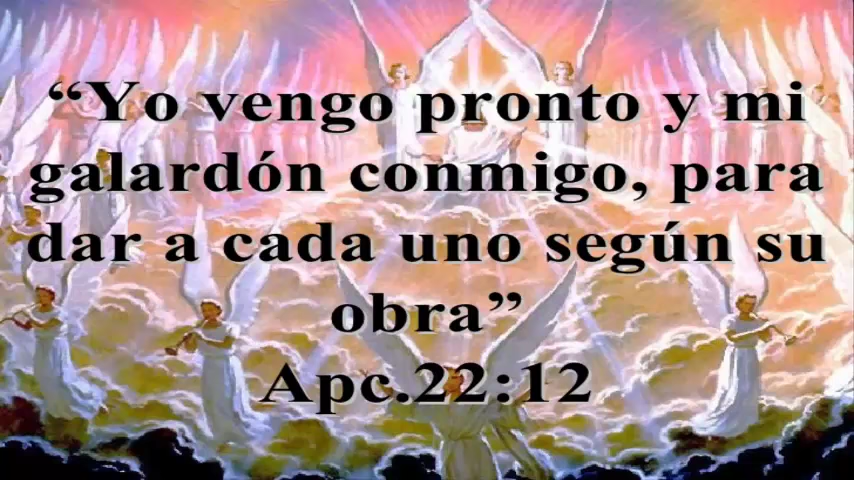 “Yo vengo pronto y mi
galardón conmigo, para
dar a cada uno según su
obra”
Apc.22:12